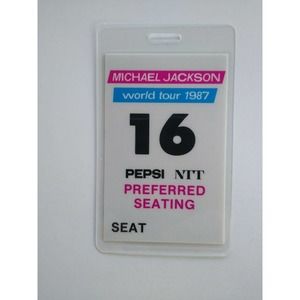 MICHAEL JACKSON
world tour 1987
16
PEPSI NTT
PREFERRED
SEATING
SEAT